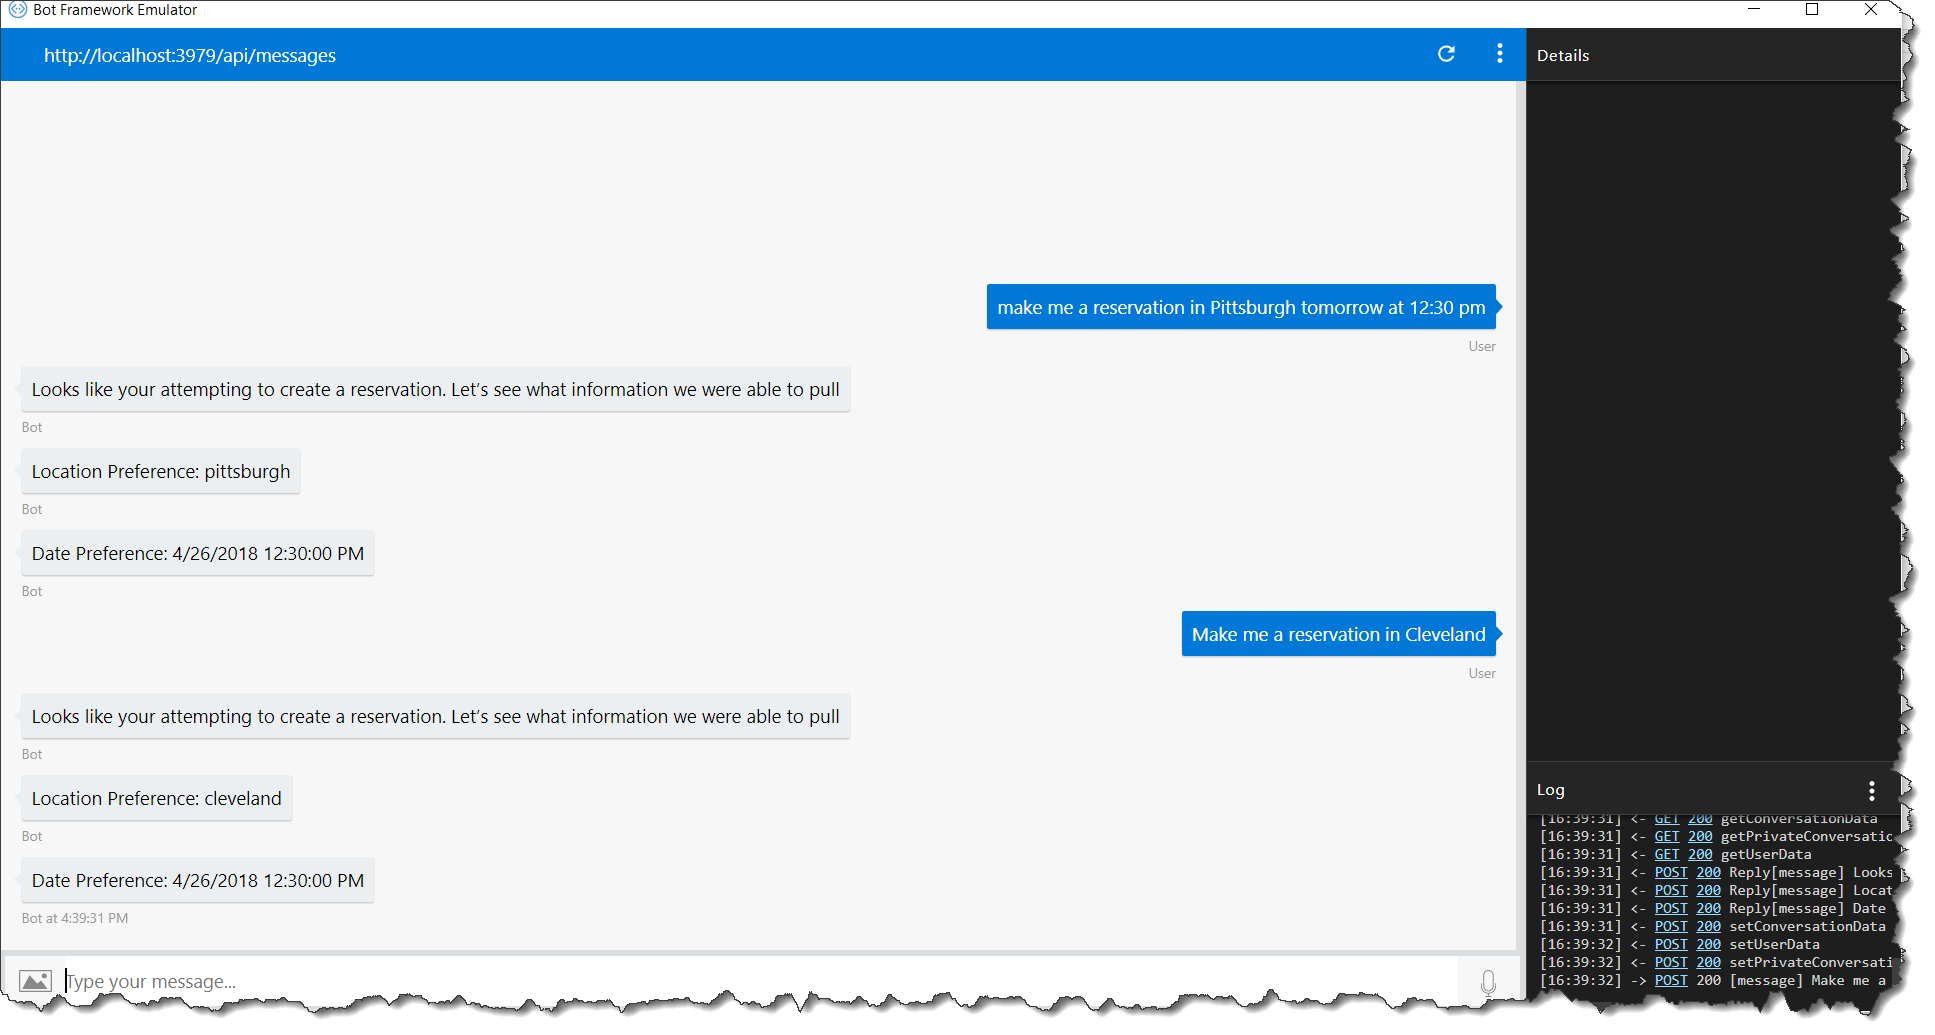 Bot Framework Emulator
http://localhost:3979/api/messages
Details
make me a reservation in Pittsburgh tomorrow at 12:30 pm
User
Looks like your attempting to create a reservation. Let's see what information we were able to pull
Bot
Location Preference: pittsburgh
Bot
Date Preference: 4/26/2018 12:30:00 PM
Bot
Make me a reservation in Cleveland
User
Looks like your attempting to create a reservation. Let's see what information we were able to pull
Bot
Location Preference: cleveland
Bot
Date Preference: 4/26/2018 12:30:00 PM
Bot at 4:39:31 PM
Type your message...
Log
[16:39:31] <- GET 200 getConversationData
[16:39:31] <- GET 200 getPrivateConversatic
[16:39:31] <- GET 200 getUserData
[16:39:31] <- POST 200 Reply[message] Looks
[16:39:31] <- POST 200 Reply[message] Locat
[16:39:31] <- POST 200 Reply[message] Date
[16:39:31] <- POST 200 setConversationData
[16:39:32] <- POST 200 setUserData
[16:39:32] <- POST 200 setPrivateConversati
[16:39:32] -> POST 200 [message] Make me a